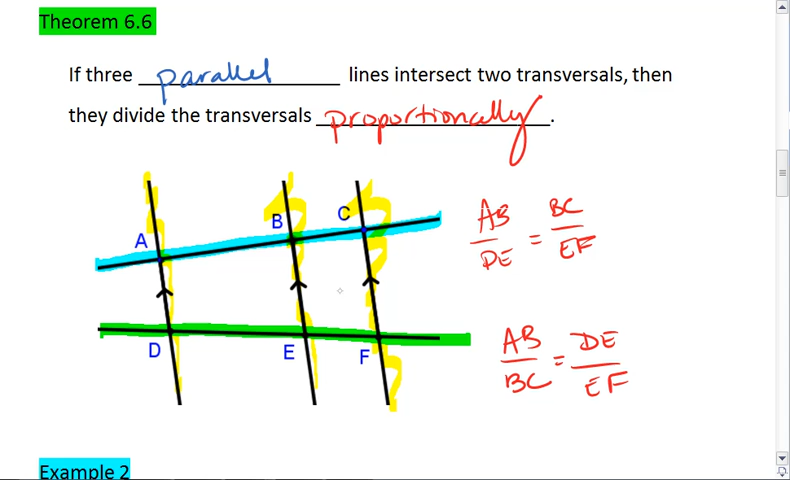 Theorem 6.6
If three parallel lines intersect two transversals, then
they divide the transversals proportionally.
A B C
D E F
AB/DE = BC/EF
AB/BC = DE/EF
Example 2